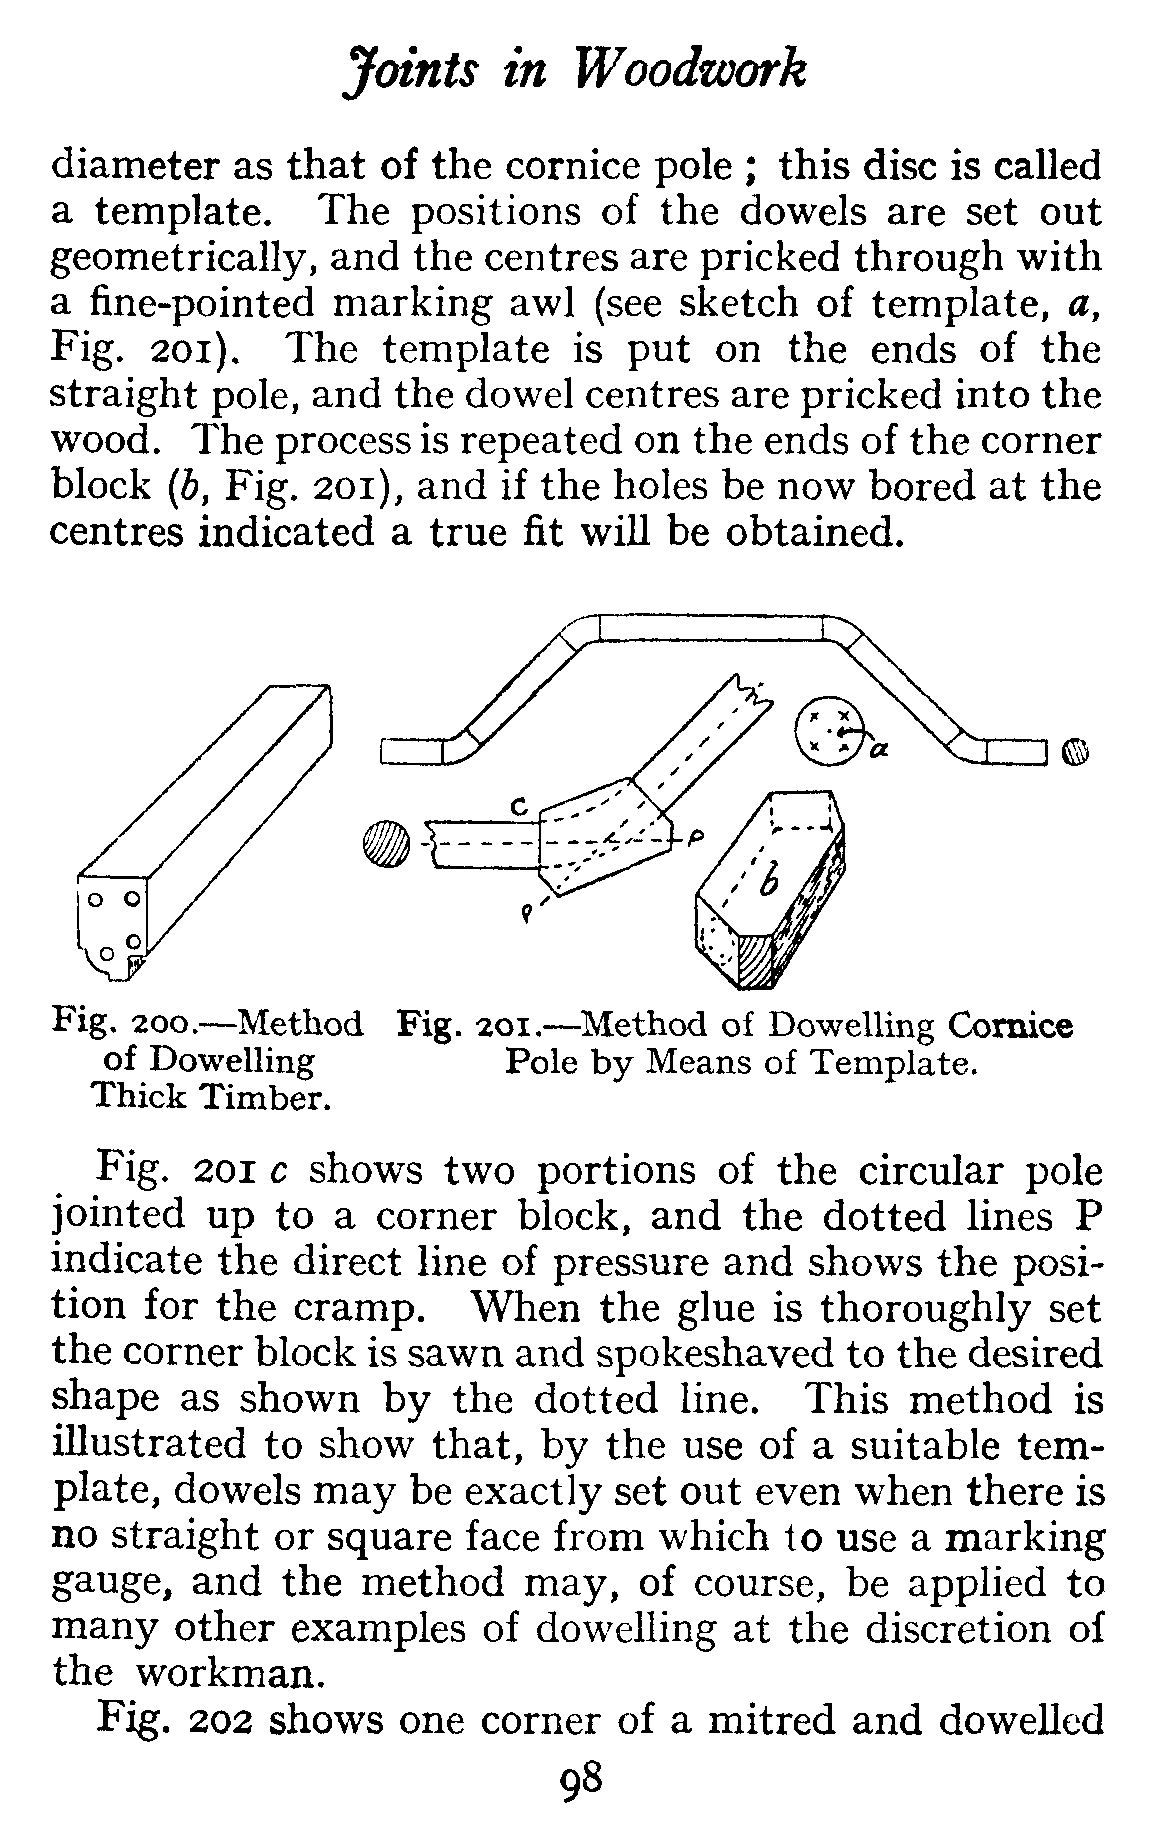 Joints in Woodwork
diameter as that of the cornice pole ; this disc is called
a template. The positions of the dowels are set out
geometrically, and the centres are pricked through with
a fine-pointed marking awl (see sketch of template, a,
Fig. 201). The template is put on the ends of the
straight pole, and the dowel centres are pricked into the
wood. The process is repeated on the ends of the corner
block (b, Fig. 201), and if the holes be now bored at the
centres indicated a true fit will be obtained.
a
C
P
b
P
Fig. 200.—Method
of Dowelling
Thick Timber.
Fig. 201.—Method of Dowelling Cornice
Pole by Means of Template.
Fig. 201 c shows two portions of the circular pole
jointed up to a corner block, and the dotted lines P
indicate the direct line of pressure and shows the posi-
tion for the cramp. When the glue is thoroughly set
the corner block is sawn and spokeshaved to the desired
shape as shown by the dotted line. This method is
illustrated to show that, by the use of a suitable tem-
plate, dowels may be exactly set out even when there is
no straight or square face from which to use a marking
gauge, and the method may, of course, be applied to
many other examples of dowelling at the discretion of
the workman.
Fig. 202 shows one corner of a mitred and dowelled
98